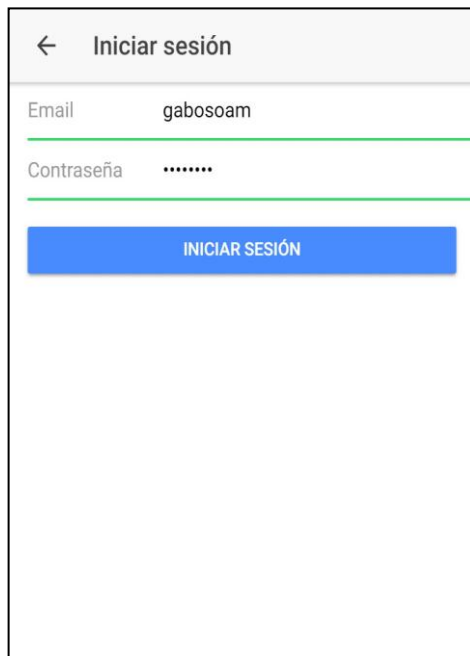 Iniciar sesión
Email gabosoam
Contraseña ········
INICIAR SESIÓN